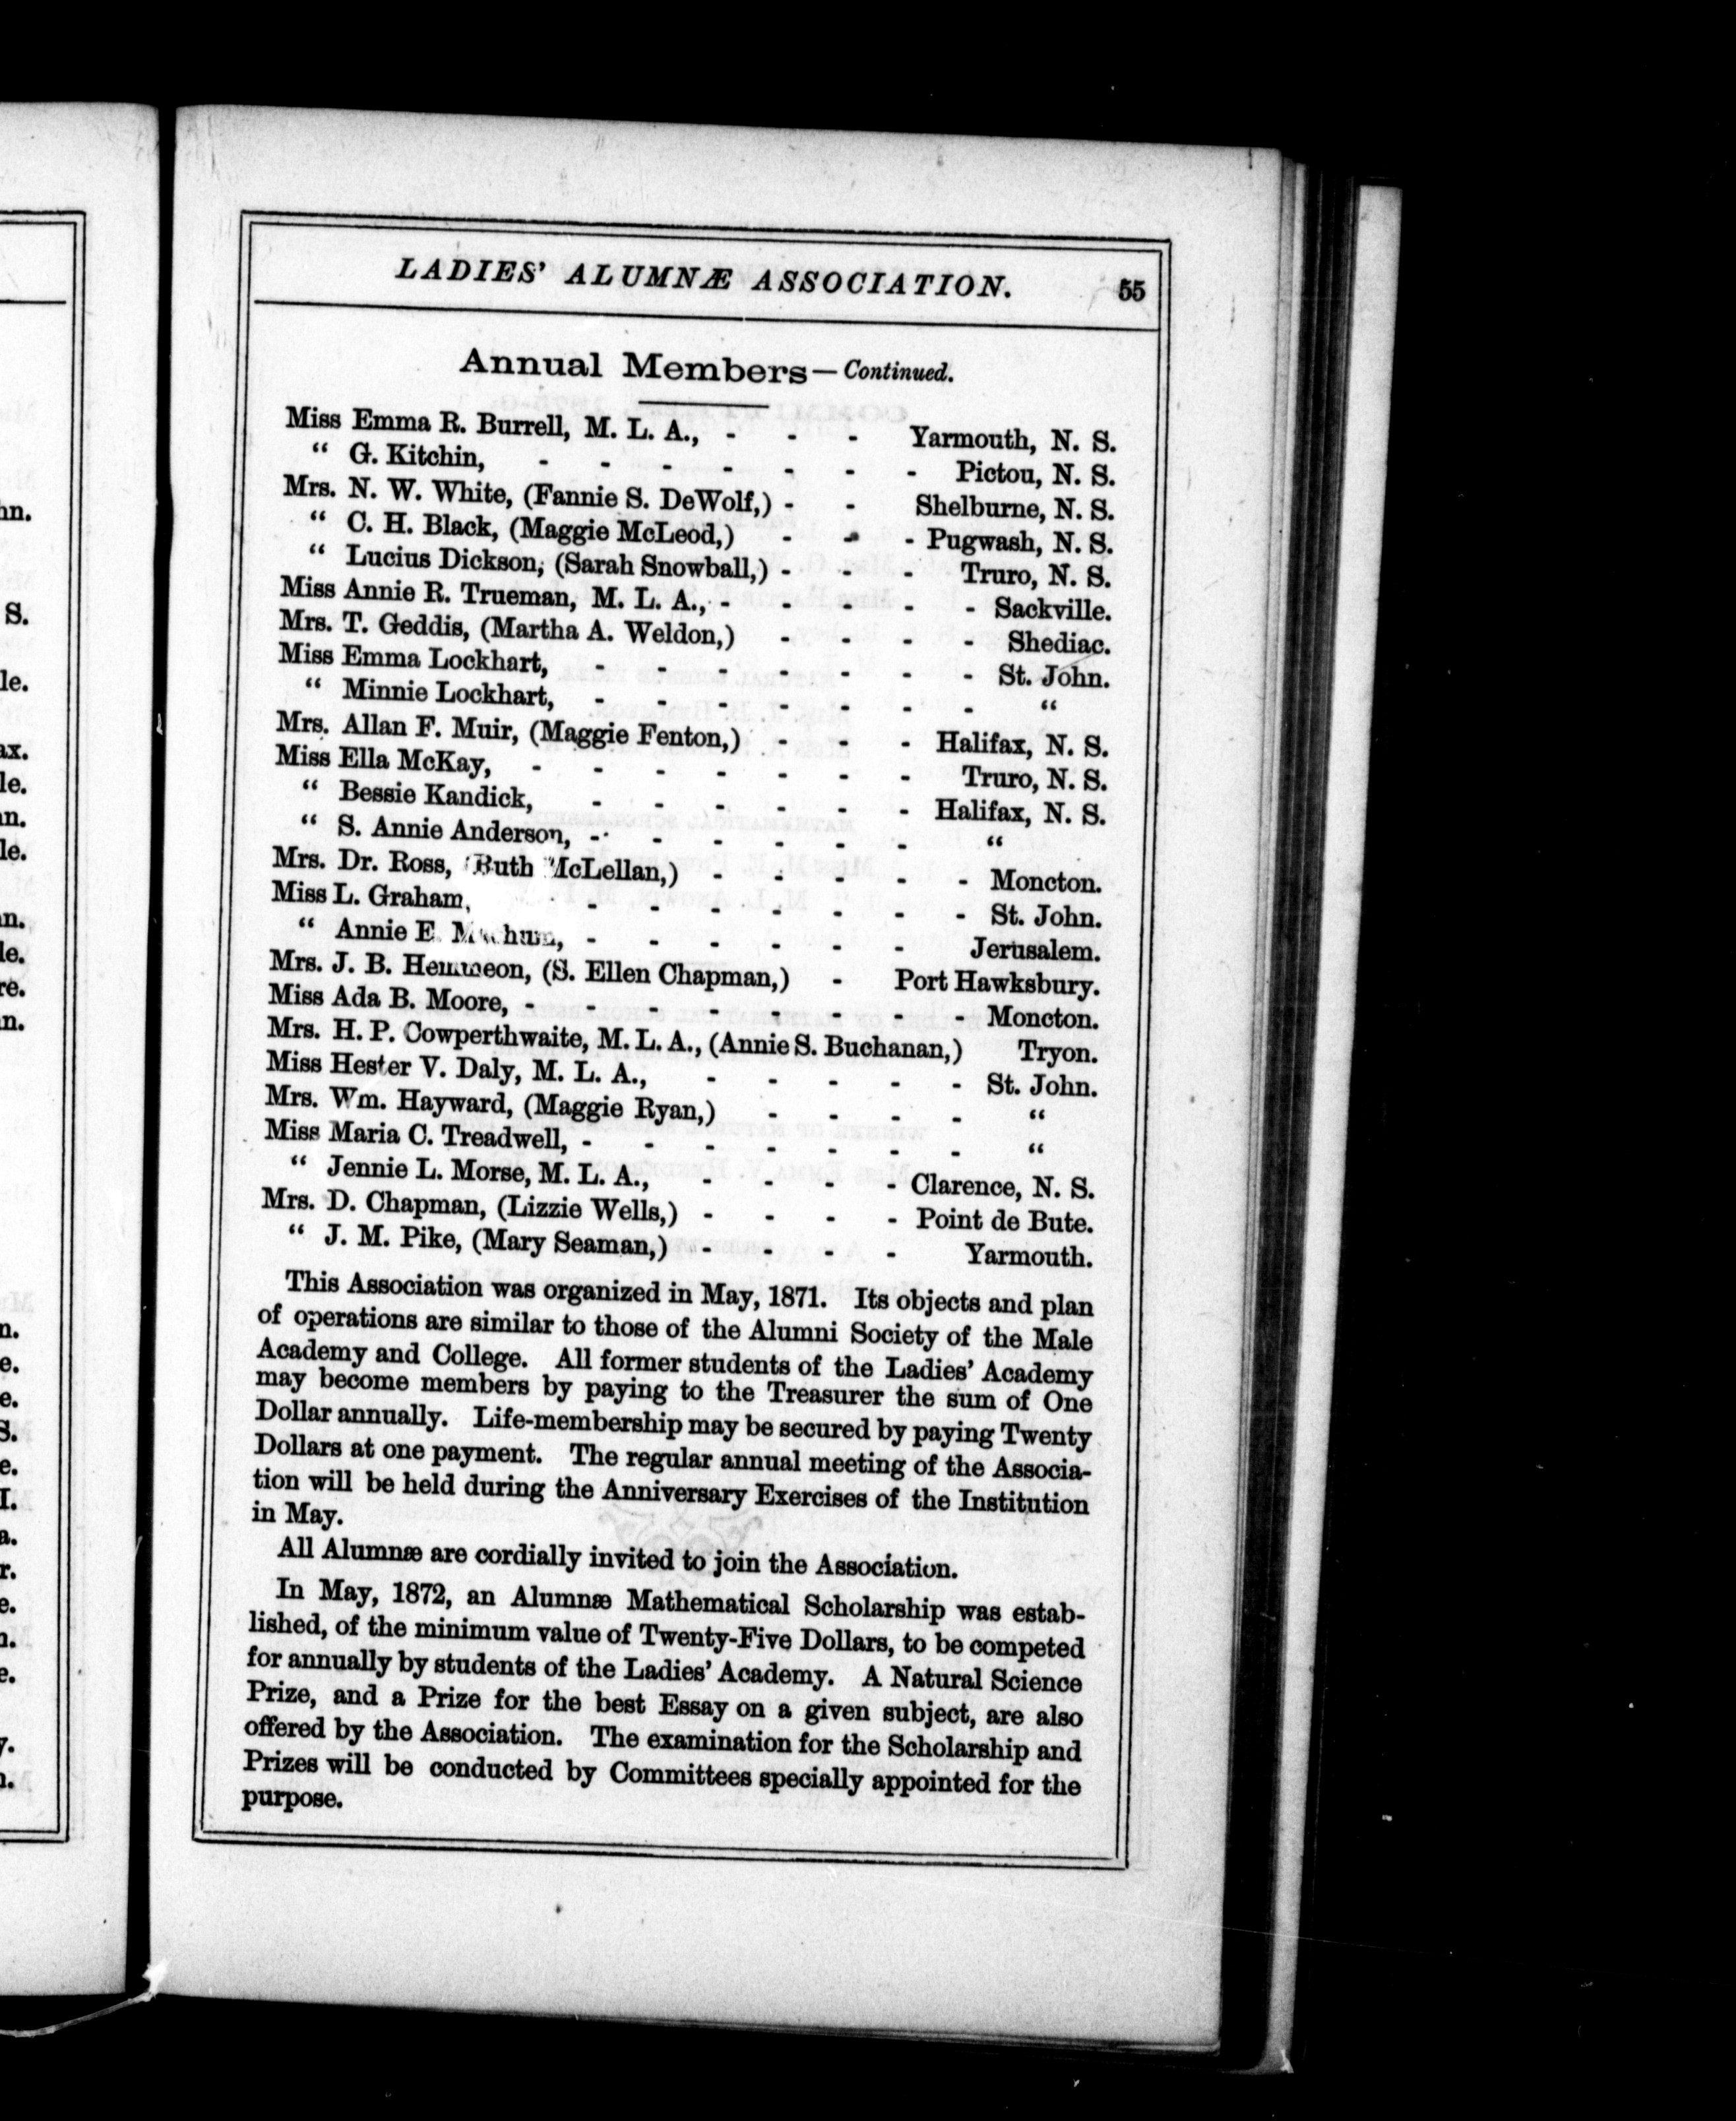 LADIES' ALUMNÆ ASSOCIATION. 55
Annual Members—Continued.
Miss Emma R. Burrell, M. L. A., - - - Yarmouth, N. S.
“ G. Kitchin, - - - - - - - Pictou, N. S.
Mrs. N. W. White, (Fannie S. DeWolf,) - - Shelburne, N. S.
“ C. H. Black, (Maggie McLeod,) - - - Pugwash, N. S.
“ Lucius Dickson, (Sarah Snowball,) - - - Truro, N. S.
Miss Annie R. Trueman, M. L. A., - - - - - Sackville.
Mrs. T. Geddis, (Martha A. Weldon,) - - - - Shediac.
Miss Emma Lockhart, - - - - - - - St. John.
“ Minnie Lockhart, - - - - - - - “
Mrs. Allan F. Muir, (Maggie Fenton,) - - - Halifax, N. S.
Miss Ella McKay, - - - - - - - Truro, N. S.
“ Bessie Kandick, - - - - - - Halifax, N. S.
“ S. Annie Anderson, - - - - - - “
Mrs. Dr. Ross, (Ruth McLellan,) - - - - - Moncton.
Miss L. Graham, - - - - - - - St. John.
“ Annie E. - - - - - - Jerusalem.
Mrs. J. B. Hemmeon, (S. Ellen Chapman,) - Port Hawksbury.
Miss Ada B. Moore, - - - - - - - - Moncton.
Mrs. H. P. Cowperthwaite, M. L. A., (Annie S. Buchanan,) Tryon.
Miss Hester V. Daly, M. L. A., - - - - - St. John.
Mrs. Wm. Hayward, (Maggie Ryan,) - - - - “
Miss Maria C. Treadwell, - - - - - - - “
“ Jennie L. Morse, M. L. A., - - - - Clarence, N. S.
Mrs. D. Chapman, (Lizzie Wells,) - - - - Point de Bute.
“ J. M. Pike, (Mary Seaman,) - - - - Yarmouth.
This Association was organized in May, 1871. Its objects and plan
of operations are similar to those of the Alumni Society of the Male
Academy and College. All former students of the Ladies' Academy
may become members by paying to the Treasurer the sum of One
Dollar annually. Life-membership may be secured by paying Twenty
Dollars at one payment. The regular annual meeting of the Associa-
tion will be held during the Anniversary Exercises of the Institution
in May.
All Alumnæ are cordially invited to join the Association.
In May, 1872, an Alumnæ Mathematical Scholarship was estab-
lished, of the minimum value of Twenty-Five Dollars, to be competed
for annually by students of the Ladies' Academy. A Natural Science
Prize, and a Prize for the best Essay on a given subject, are also
offered by the Association. The examination for the Scholarship and
Prizes will be conducted by Committees specially appointed for the
purpose.